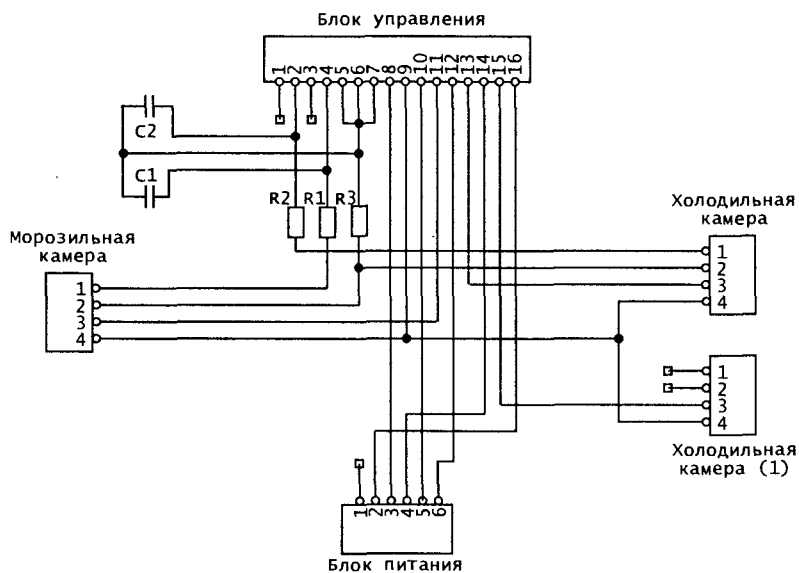 Блок управления
1 2 3 4 5 6 7 8 9 10 11 12 13 14 15 16
C2
C1
R2 R1 R3
Холодильная
камера
1
2
3
4
Морозильная
камера
1
2
3
4
1
2
3
4
Холодильная
камера (1)
1 2 3 4 5 6
Блок питания